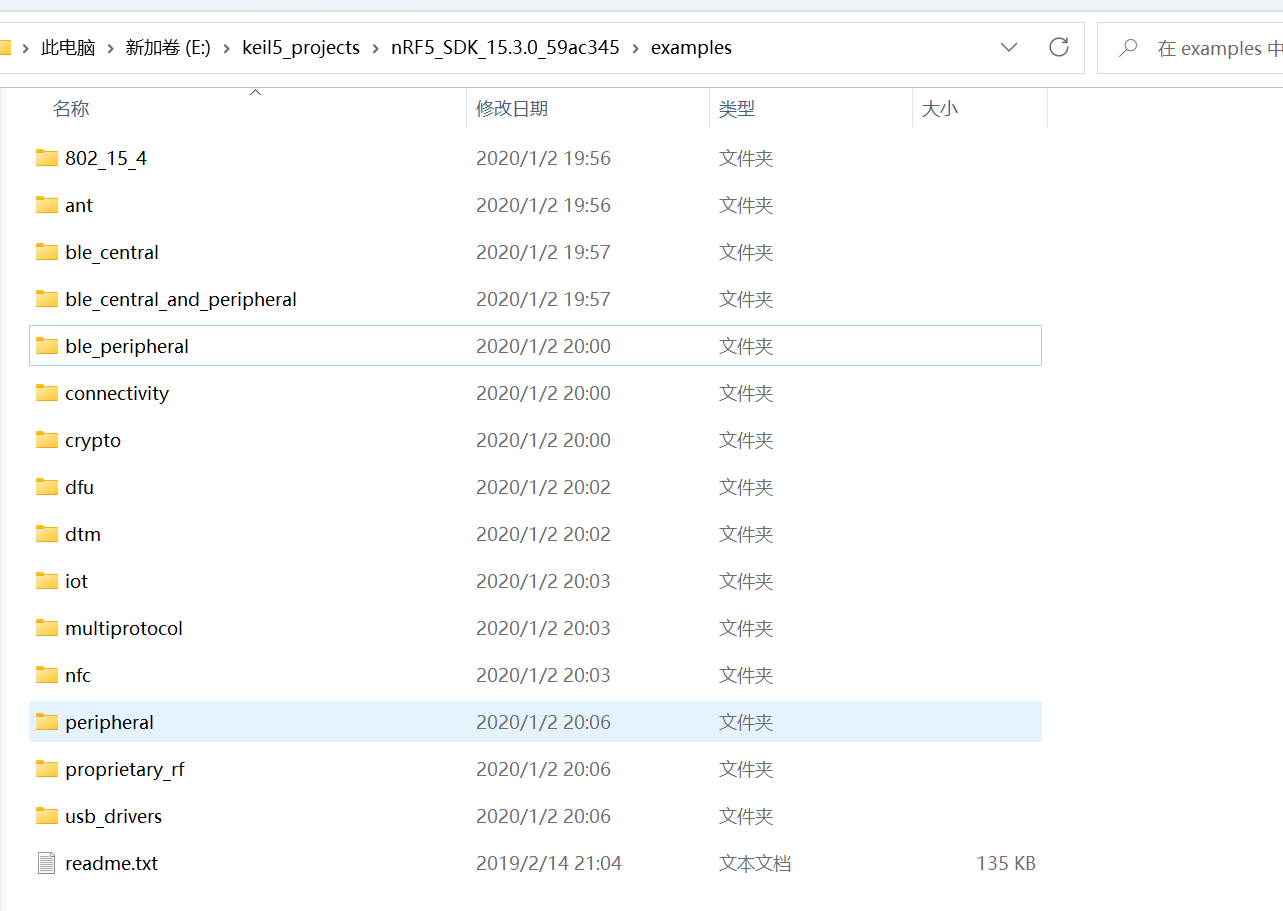 此电脑 > 新加卷 (E:) > keil5_projects > nRF5_SDK_15.3.0_59ac345 > examples 在 examples 中
名称 修改日期 类型 大小
802_15_4 2020/1/2 19:56 文件夹
ant 2020/1/2 19:56 文件夹
ble_central 2020/1/2 19:57 文件夹
ble_central_and_peripheral 2020/1/2 19:57 文件夹
ble_peripheral 2020/1/2 20:00 文件夹
connectivity 2020/1/2 20:00 文件夹
crypto 2020/1/2 20:00 文件夹
dfu 2020/1/2 20:02 文件夹
dtm 2020/1/2 20:02 文件夹
iot 2020/1/2 20:03 文件夹
multiprotocol 2020/1/2 20:03 文件夹
nfc 2020/1/2 20:03 文件夹
peripheral 2020/1/2 20:06 文件夹
proprietary_rf 2020/1/2 20:06 文件夹
usb_drivers 2020/1/2 20:06 文件夹
readme.txt 2019/2/14 21:04 文本文档 135 KB